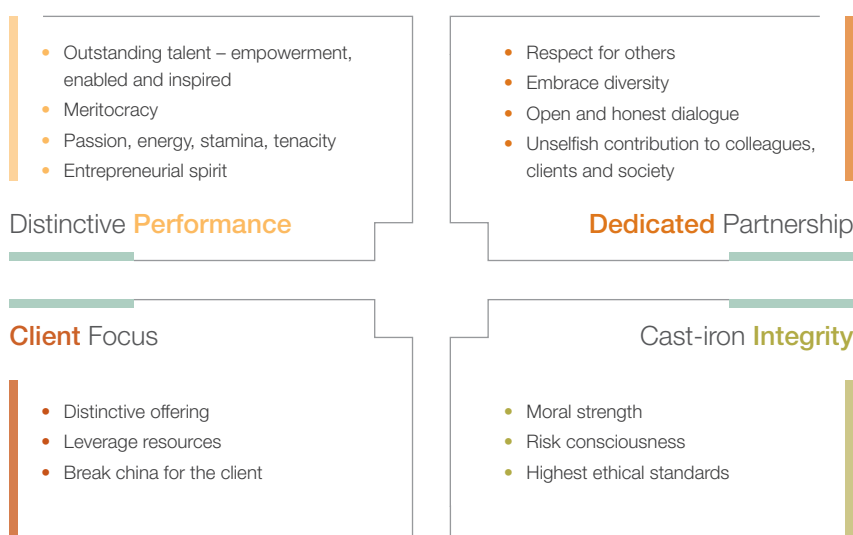 • Outstanding talent – empowerment,
enabled and inspired
• Meritocracy
• Passion, energy, stamina, tenacity
• Entrepreneurial spirit
Distinctive Performance
• Respect for others
• Embrace diversity
• Open and honest dialogue
• Unselfish contribution to colleagues,
clients and society
Dedicated Partnership
Client Focus
• Distinctive offering
• Leverage resources
• Break china for the client
Cast-iron Integrity
• Moral strength
• Risk consciousness
• Highest ethical standards